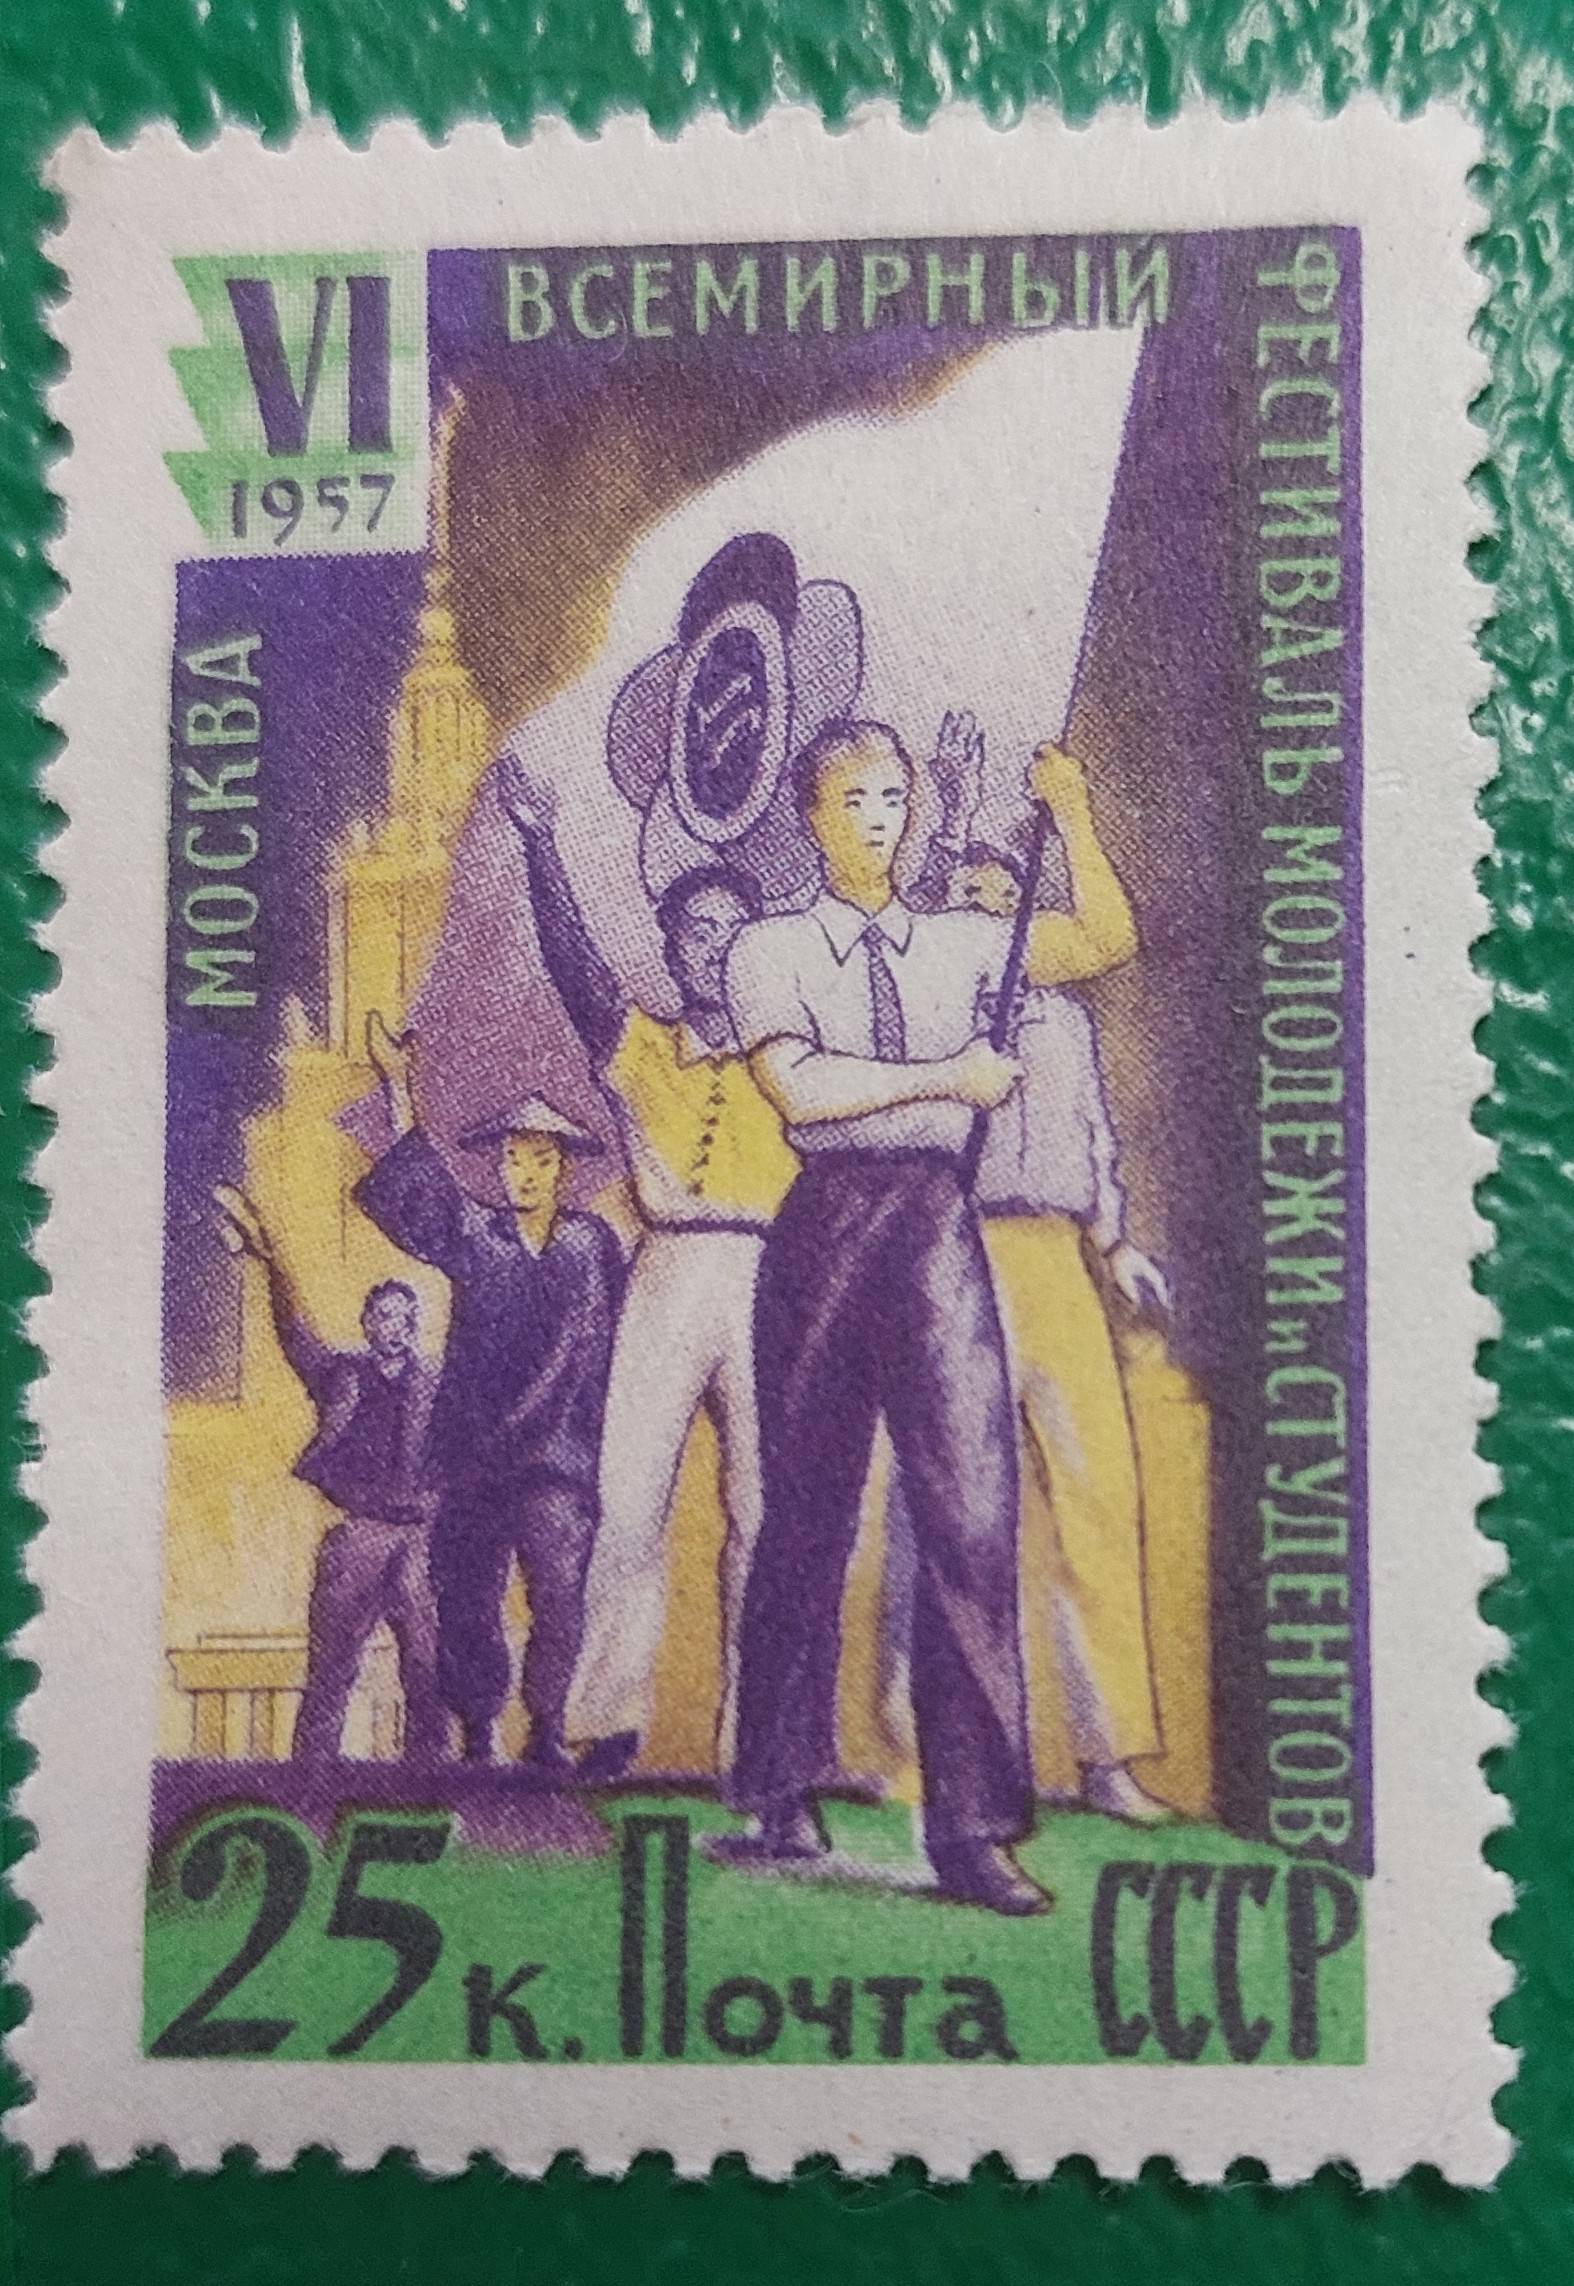 VI
1957
ВСЕМИРНЫЙ
ФЕСТИВАЛЬ МОЛОДЕЖИ и СТУДЕНТОВ
МОСКВА
25 к. Почта СССР